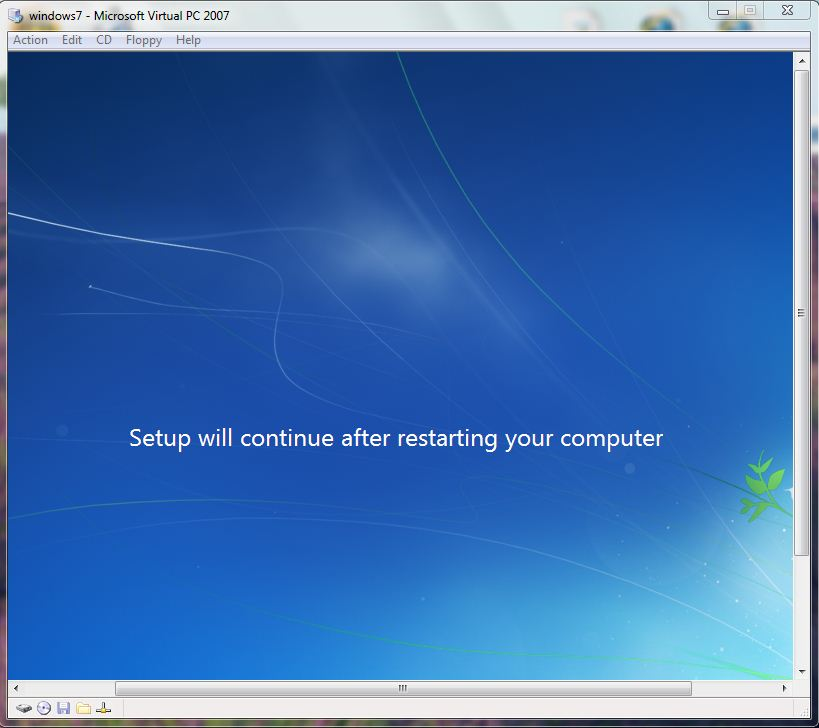 windows7 - Microsoft Virtual PC 2007
Action Edit CD Floppy Help
Setup will continue after restarting your computer